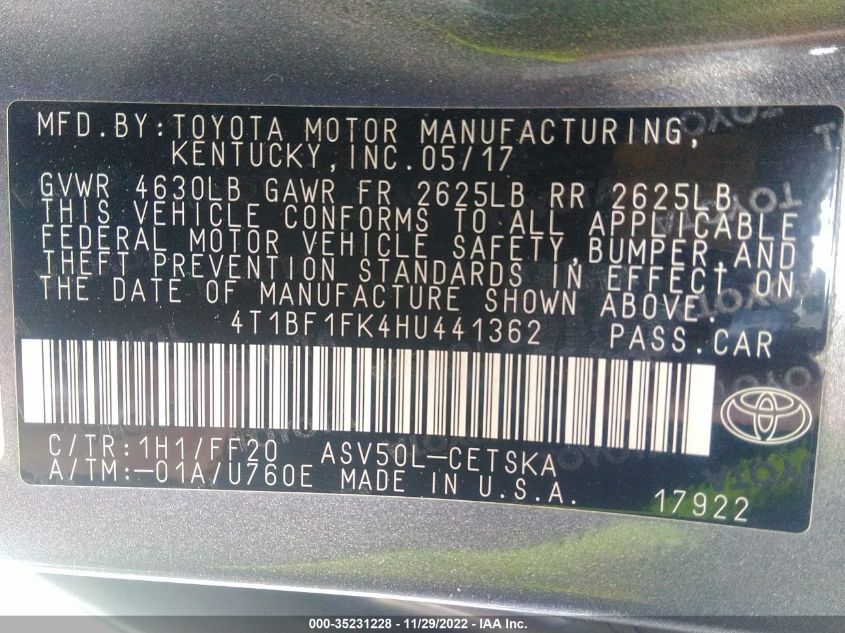 MFD.BY:TOYOTA MOTOR MANUFACTURING,
KENTUCKY,INC.05/17
GVWR 4630LB GAWR FR 2625LB RR 2625LB
THIS VEHICLE CONFORMS TO ALL APPLICABLE
FEDERAL MOTOR VEHICLE SAFETY,BUMPER,AND
THEFT PREVENTION STANDARDS IN EFFECT ON
THE DATE OF MANUFACTURE SHOWN ABOVE.
4T1BF1FK4HU441362 PASS.CAR
C/TR:1H1/FF20 ASV50L-CETSKA
A/TM:-01A/U760E MADE IN U.S.A.
17922
000-35231228 - 11/29/2022 - IAA Inc.